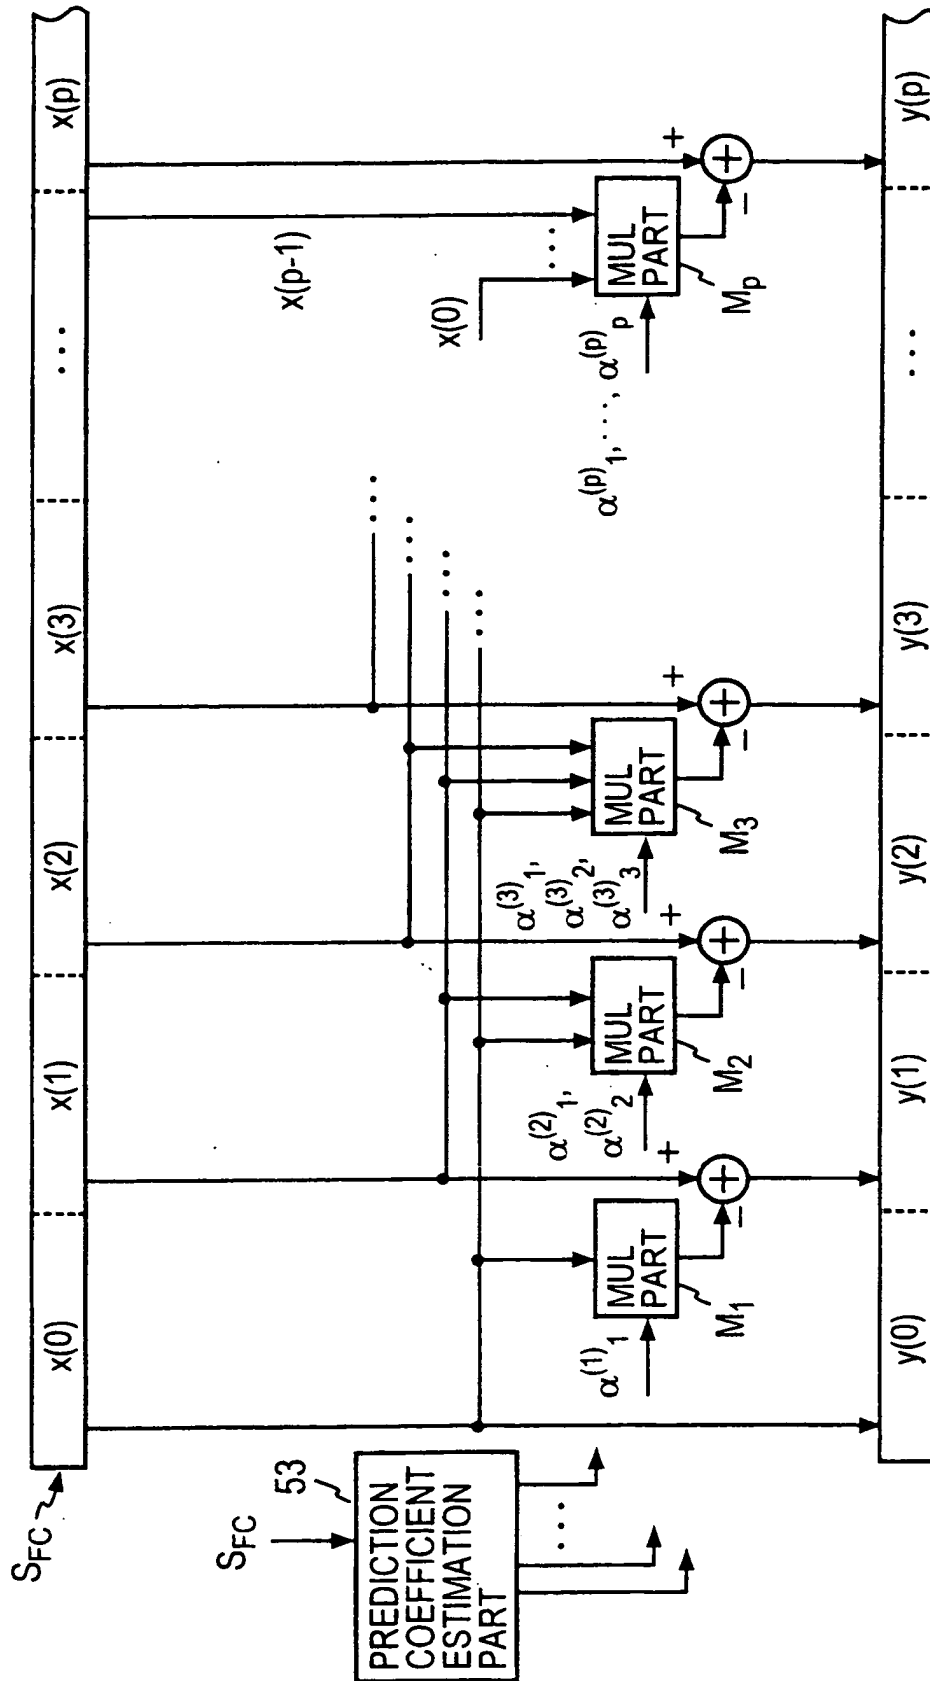 S_FC
x(0) x(1) x(2) x(3) ... x(p)
S_FC
53
PREDICTION
COEFFICIENT
ESTIMATION
PART
...
x(0)
x(p-1)
α^(1)_1
MUL
PART
M_1
+
−
α^(2)_1,
α^(2)_2
MUL
PART
M_2
+
−
α^(3)_1,
α^(3)_2,
α^(3)_3
MUL
PART
M_3
+
−
α^(p)_1, ..., α^(p)_p
MUL
PART
M_p
+
−
y(0) y(1) y(2) y(3) ... y(p)